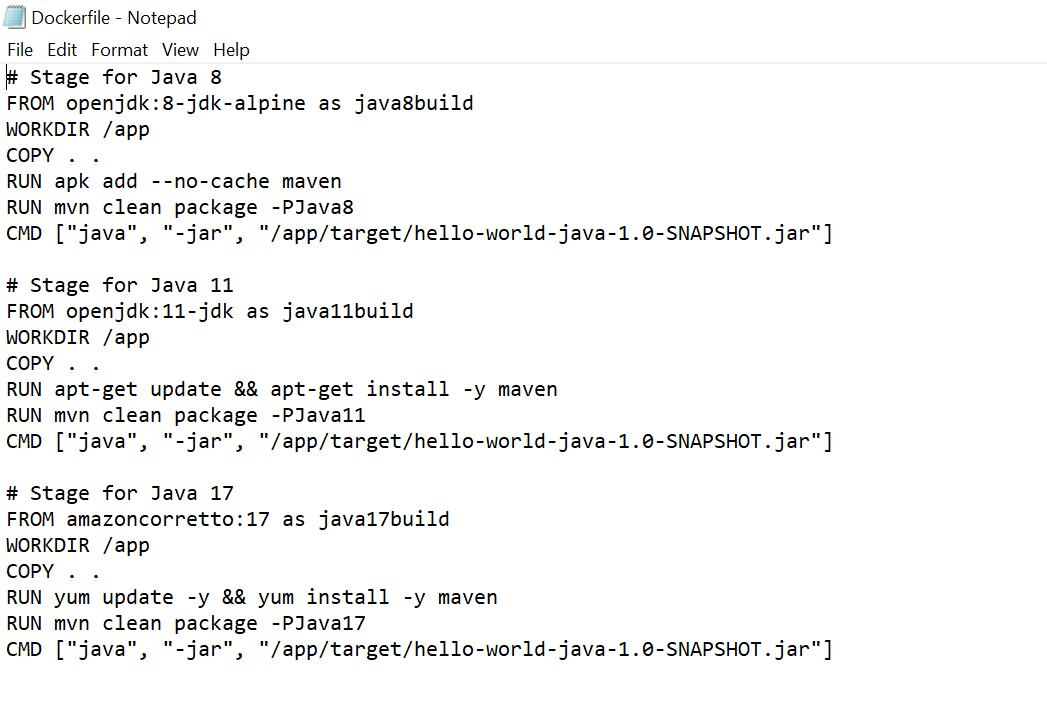 Dockerfile - Notepad
File Edit Format View Help
# Stage for Java 8
FROM openjdk:8-jdk-alpine as java8build
WORKDIR /app
COPY . .
RUN apk add --no-cache maven
RUN mvn clean package -PJava8
CMD ["java", "-jar", "/app/target/hello-world-java-1.0-SNAPSHOT.jar"]

# Stage for Java 11
FROM openjdk:11-jdk as java11build
WORKDIR /app
COPY . .
RUN apt-get update && apt-get install -y maven
RUN mvn clean package -PJava11
CMD ["java", "-jar", "/app/target/hello-world-java-1.0-SNAPSHOT.jar"]

# Stage for Java 17
FROM amazoncorretto:17 as java17build
WORKDIR /app
COPY . .
RUN yum update -y && yum install -y maven
RUN mvn clean package -PJava17
CMD ["java", "-jar", "/app/target/hello-world-java-1.0-SNAPSHOT.jar"]